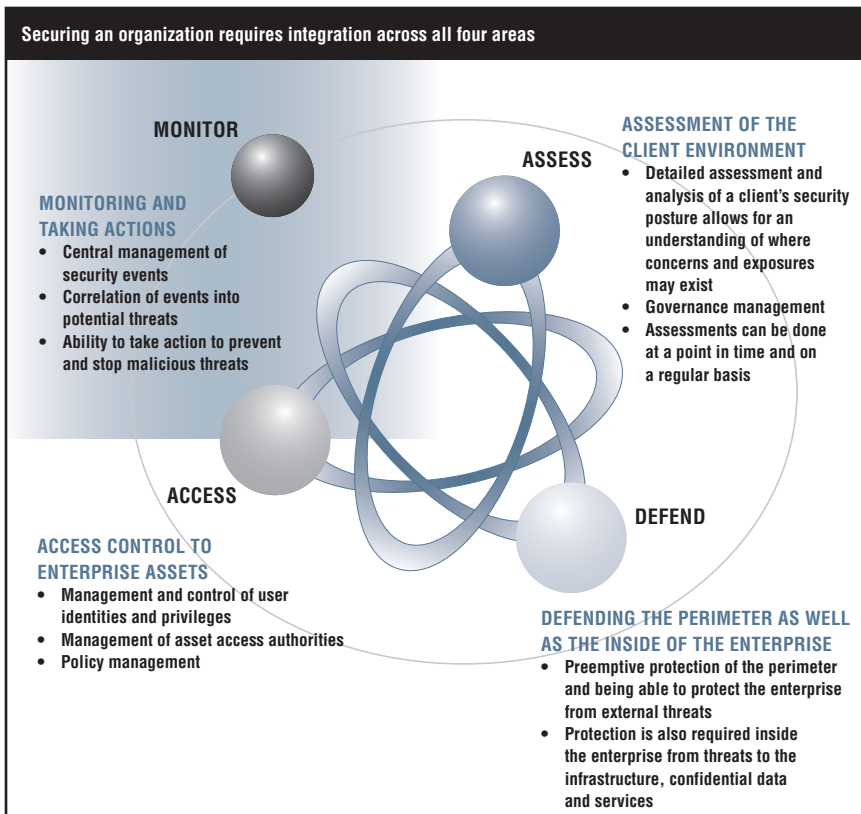 Securing an organization requires integration across all four areas
MONITOR
MONITORING AND
TAKING ACTIONS
• Central management of
security events
• Correlation of events into
potential threats
• Ability to take action to prevent
and stop malicious threats
ASSESS
ASSESSMENT OF THE
CLIENT ENVIRONMENT
• Detailed assessment and
analysis of a client’s security
posture allows for an
understanding of where
concerns and exposures
may exist
• Governance management
• Assessments can be done
at a point in time and on
a regular basis
ACCESS
ACCESS CONTROL TO
ENTERPRISE ASSETS
• Management and control of user
identities and privileges
• Management of asset access authorities
• Policy management
DEFEND
DEFENDING THE PERIMETER AS WELL
AS THE INSIDE OF THE ENTERPRISE
• Preemptive protection of the perimeter
and being able to protect the enterprise
from external threats
• Protection is also required inside
the enterprise from threats to the
infrastructure, confidential data
and services